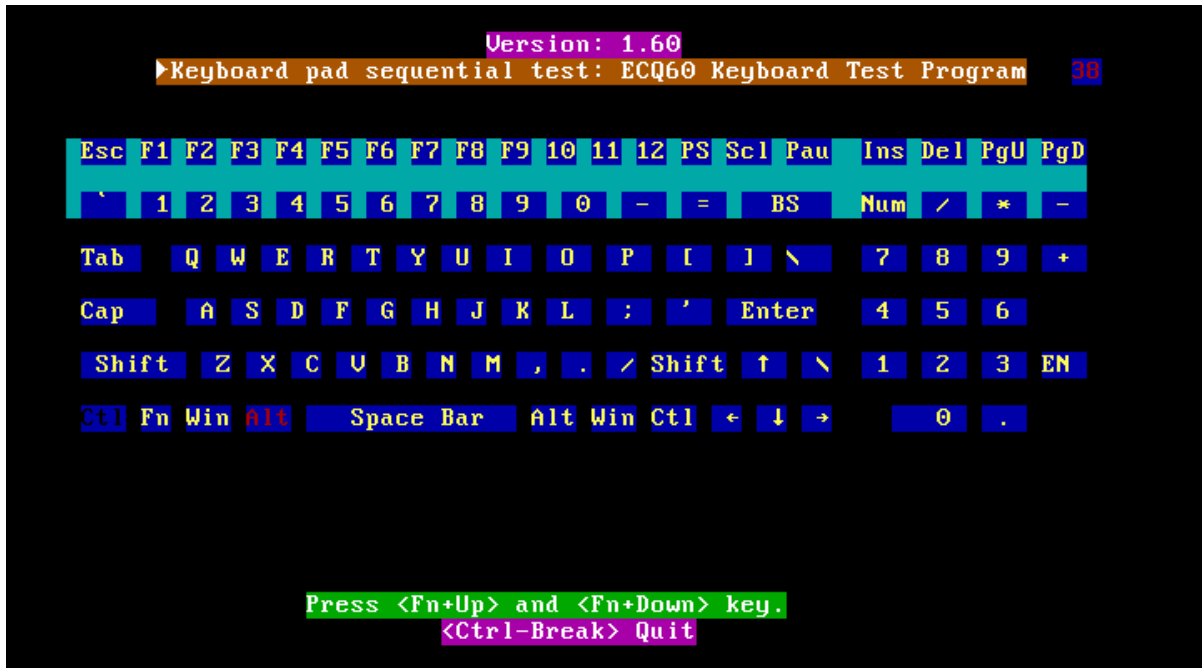 Version: 1.60
►Keyboard pad sequential test: ECQ60 Keyboard Test Program 38
Esc F1 F2 F3 F4 F5 F6 F7 F8 F9 10 11 12 PS Scl Pau Ins Del PgU PgD
` 1 2 3 4 5 6 7 8 9 0 - = BS Num / * -
Tab Q W E R T Y U I O P [ ] \ 7 8 9 +
Cap A S D F G H J K L ; ' Enter 4 5 6
Shift Z X C V B N M , . / Shift ↑ \ 1 2 3 EN
Ctl Fn Win Alt Space Bar Alt Win Ctl ← ↓ → 0 .
Press <Fn+Up> and <Fn+Down> key.
<Ctrl-Break> Quit